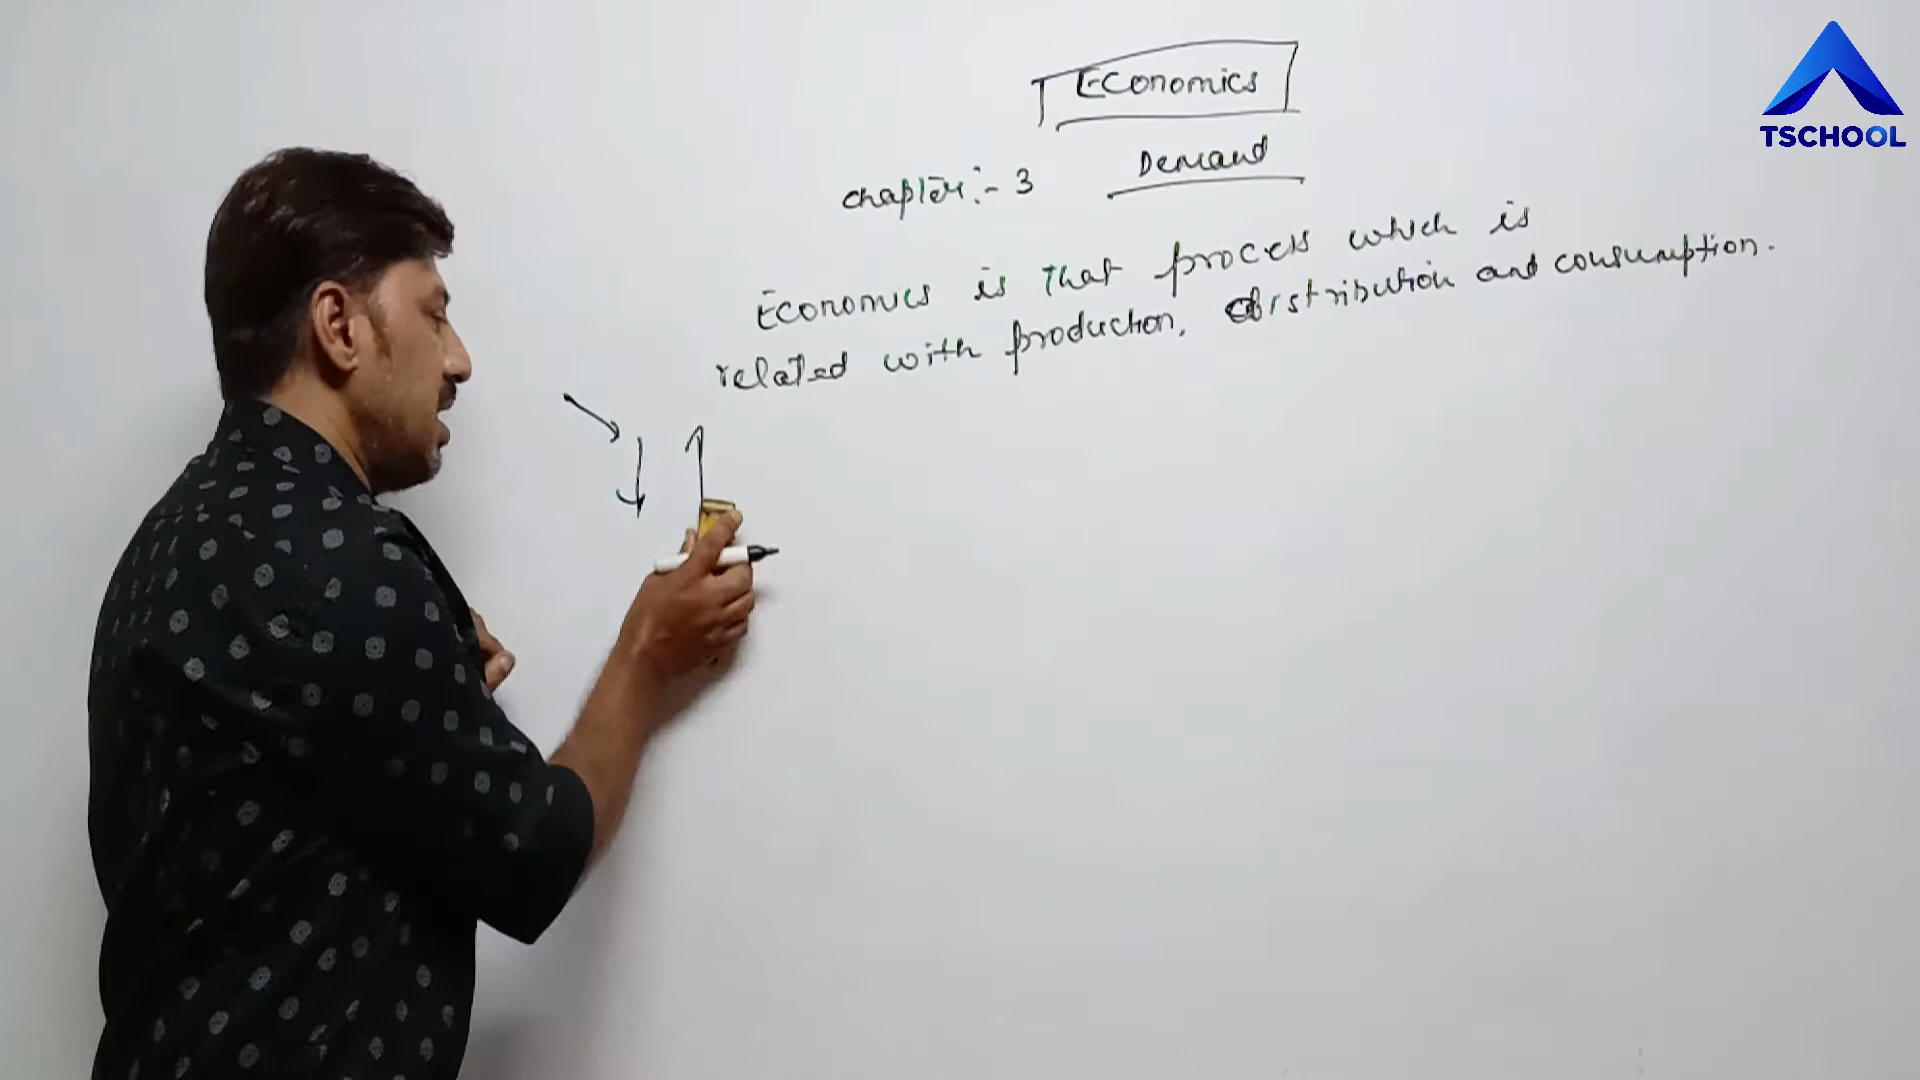 Economics
TSCHOOL
chapter:- 3 Demand
Economics is that process which is
related with production, distribution and consumption.